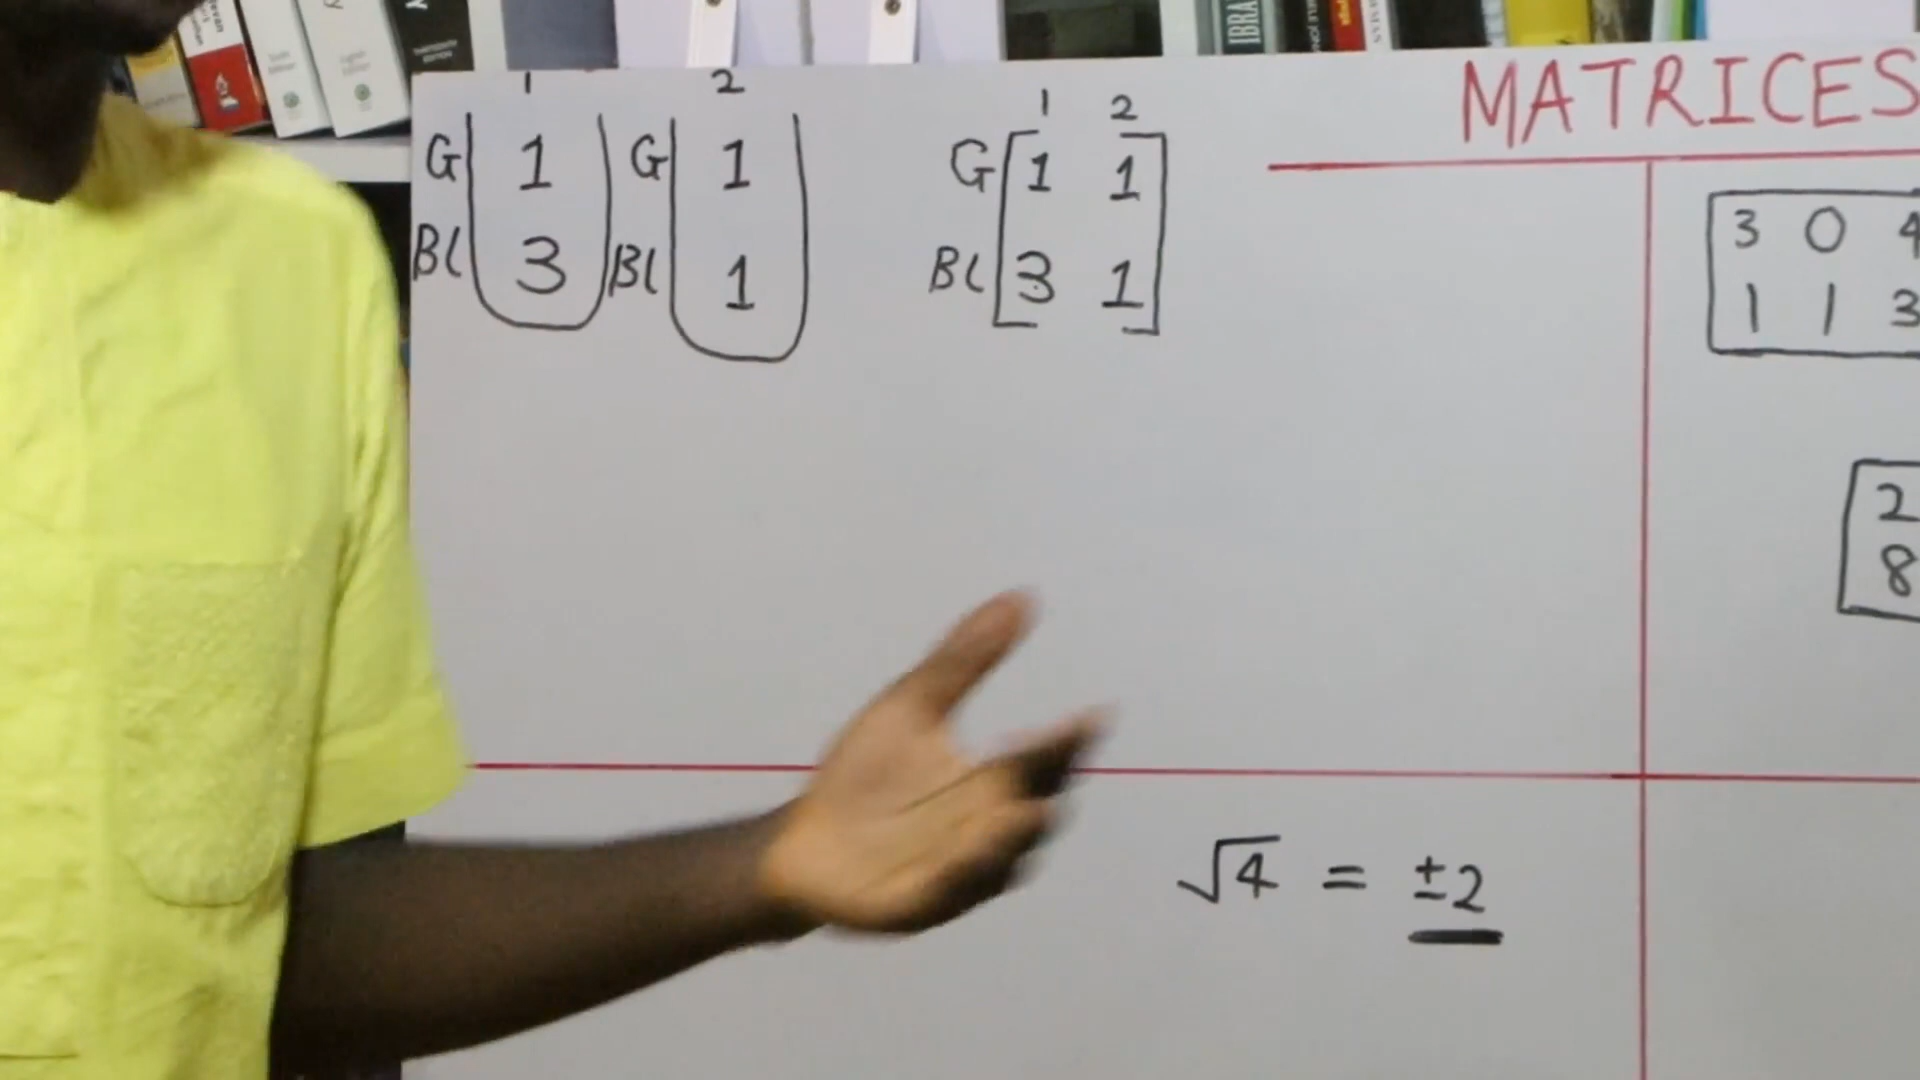 MATRICES
1 2
G 1 G 1
Bl 3 Bl 1
1 2
G 1 1
Bl 3 1
3 0 4
1 1 3
2
8
√4 = ±2
IBRA